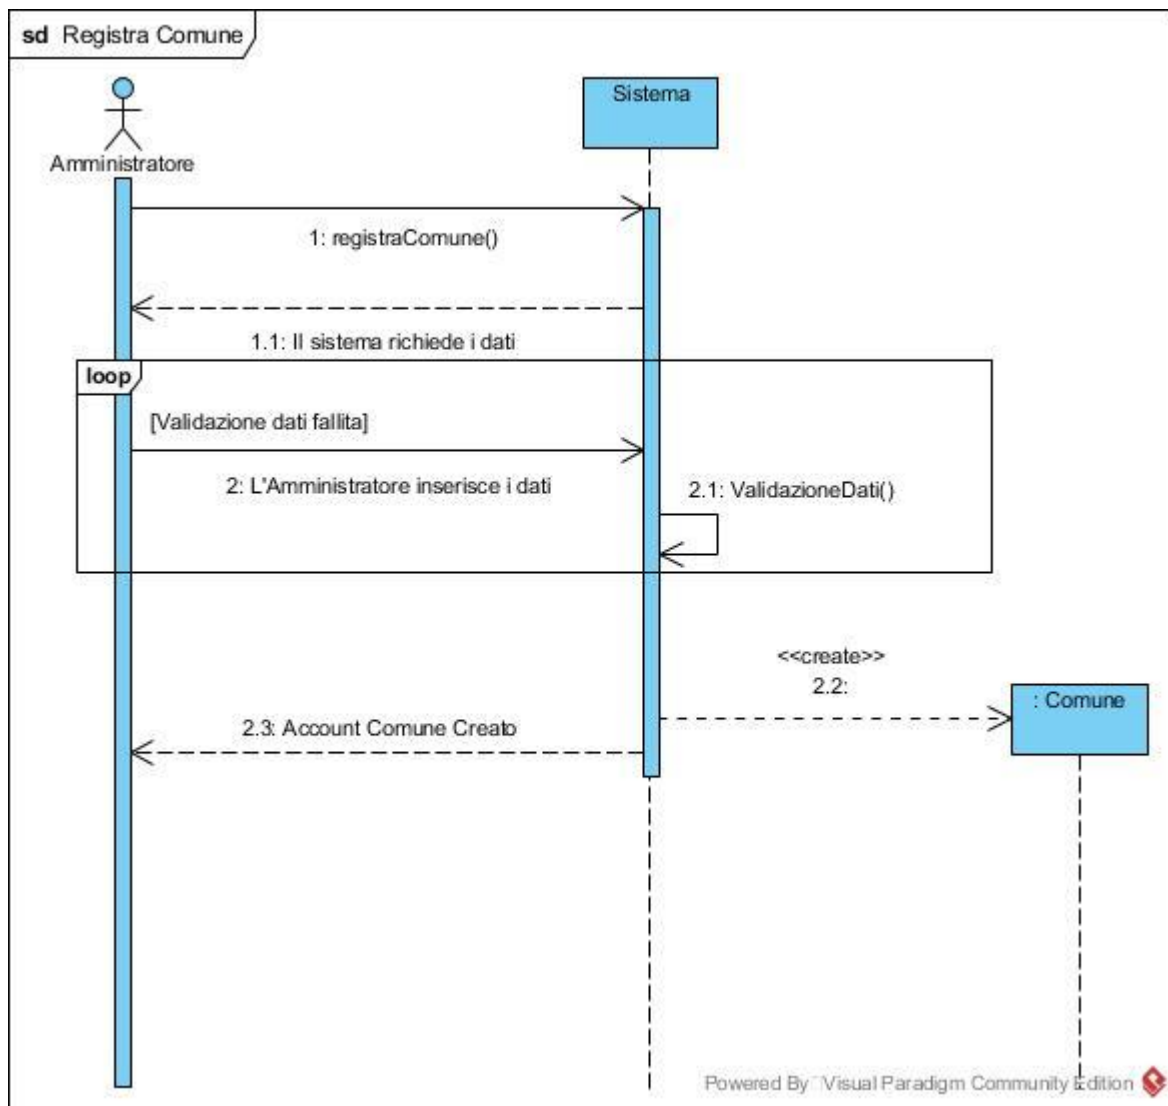 sd Registra Comune
Sistema
Amministratore
1: registraComune()
1.1: Il sistema richiede i dati
loop
[Validazione dati fallita]
2: L'Amministratore inserisce i dati
2.1: ValidazioneDati()
<<create>>
2.2:
: Comune
2.3: Account Comune Creato
Powered By Visual Paradigm Community Edition